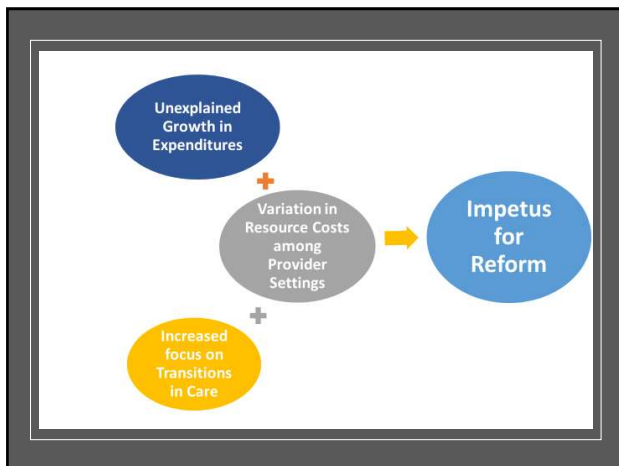 Unexplained
Growth in
Expenditures
Variation in
Resource Costs
among
Provider
Settings
Increased
focus on
Transitions
in Care
Impetus
for
Reform